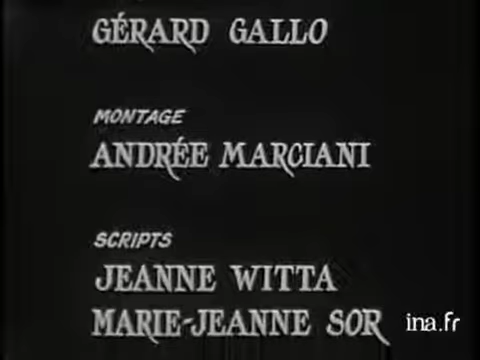 GÉRARD GALLO
MONTAGE
ANDRÉE MARCIANI
SCRIPTS
JEANNE WITTA
MARIE-JEANNE SOR
ina.fr